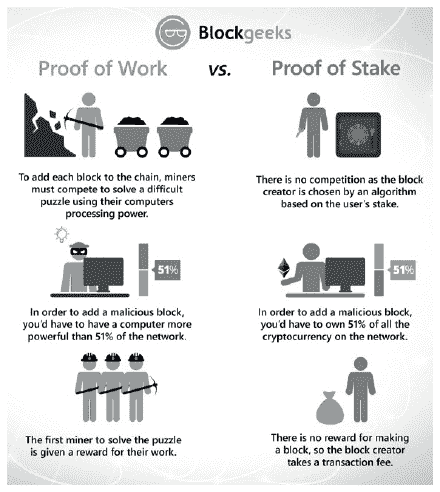 Blockgeeks
Proof of Work
vs.
Proof of Stake
To add each block to the chain, miners
must compete to solve a difficult
puzzle using their computers
processing power.
There is no competition as the block
creator is chosen by an algorithm
based on the user's stake.
51%
51%
In order to add a malicious block,
you'd have to have a computer more
powerful than 51% of the network.
In order to add a malicious block,
you'd have to own 51% of all the
cryptocurrency on the network.
The first miner to solve the puzzle
is given a reward for their work.
There is no reward for making
a block, so the block creator
takes a transaction fee.